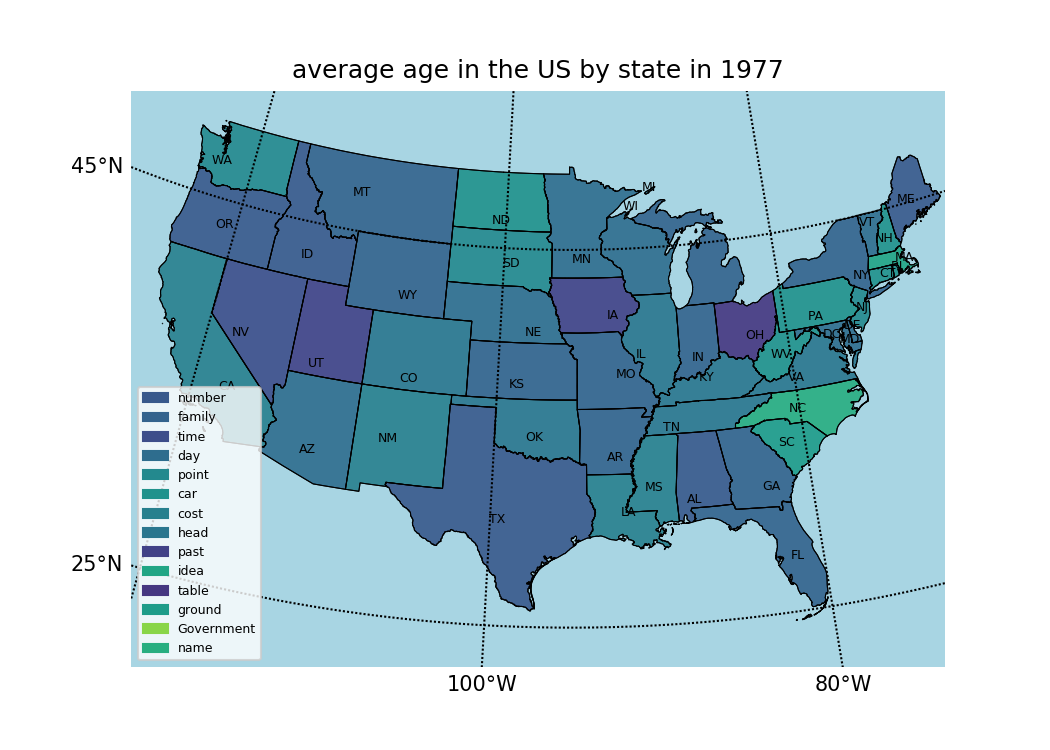 average age in the US by state in 1977
45°N
25°N
100°W
80°W
WA
MT
ND
MN
WI
MI
ME
VT
NH
MA
RI
CT
NY
OR
ID
SD
WY
IA
NE
PA
NJ
DE
DC
MD
NV
UT
CO
KS
MO
IL
IN
OH
WV
VA
KY
CA
AZ
NM
OK
AR
TN
NC
SC
TX
LA
MS
AL
GA
FL
number
family
time
day
point
car
cost
head
past
idea
table
ground
Government
name